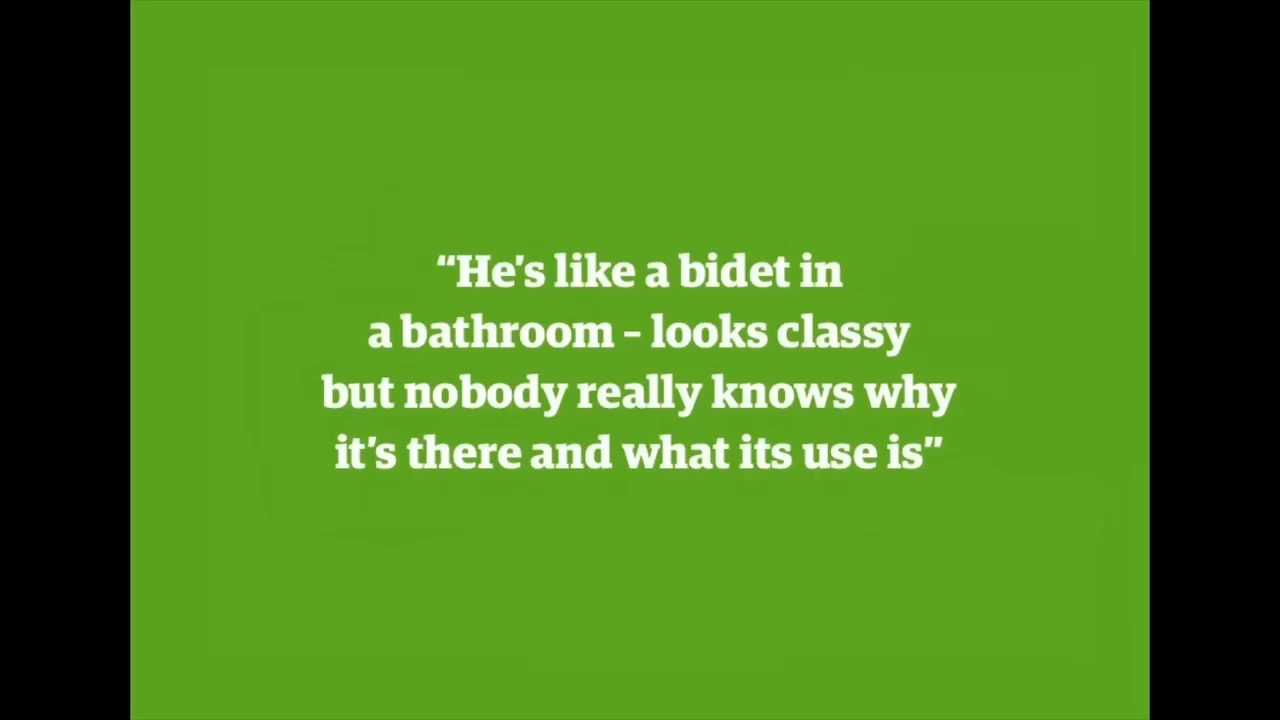 “He’s like a bidet in
a bathroom – looks classy
but nobody really knows why
it’s there and what its use is”